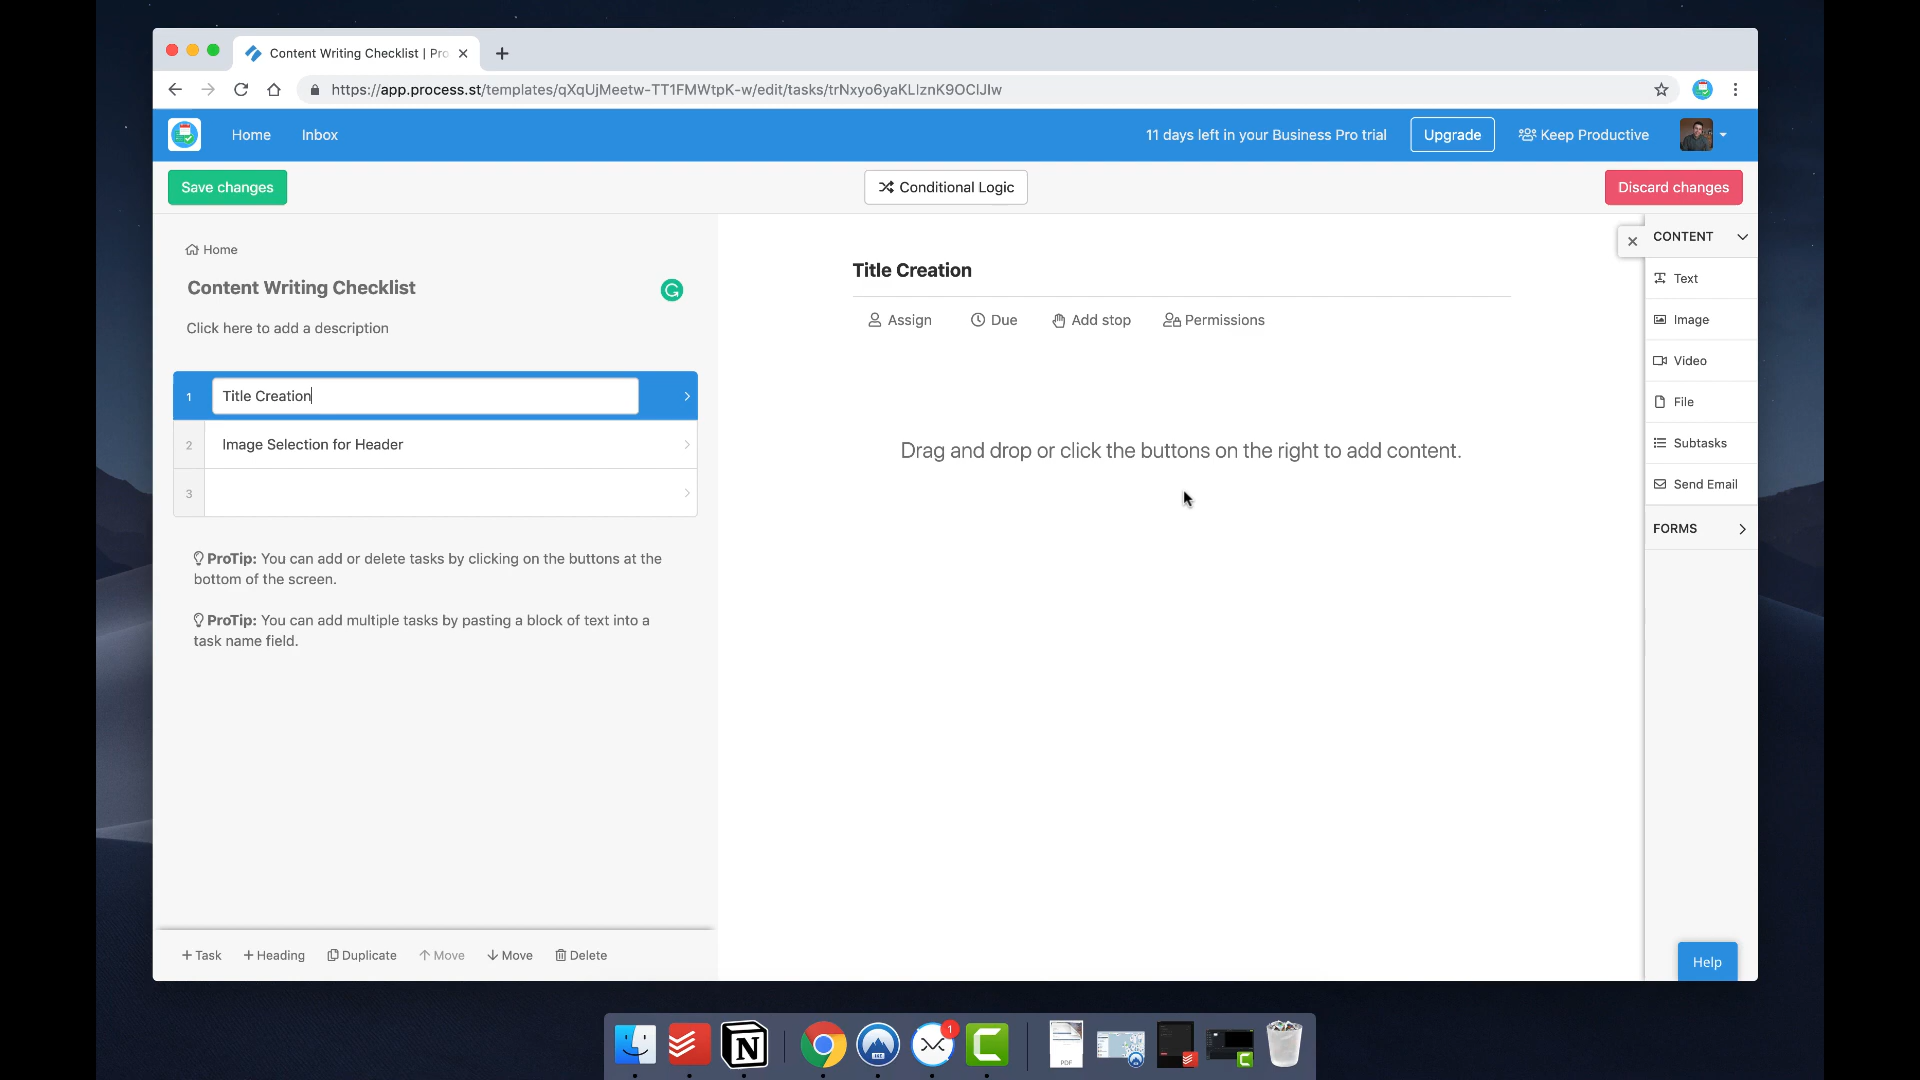 Content Writing Checklist | Pro
https://app.process.st/templates/qXqUjMeetw-TT1FMWtpK-w/edit/tasks/trNxyo6yaKLIznK9OCIJIw
Home
Inbox
11 days left in your Business Pro trial
Upgrade
Keep Productive
Save changes
Conditional Logic
Discard changes
Home
Content Writing Checklist
Click here to add a description
1
Title Creation
2
Image Selection for Header
3
ProTip: You can add or delete tasks by clicking on the buttons at the
bottom of the screen.
ProTip: You can add multiple tasks by pasting a block of text into a
task name field.
+ Task
+ Heading
Duplicate
Move
Move
Delete
Title Creation
Assign
Due
Add stop
Permissions
Drag and drop or click the buttons on the right to add content.
CONTENT
Text
Image
Video
File
Subtasks
Send Email
FORMS
Help
1
PDF